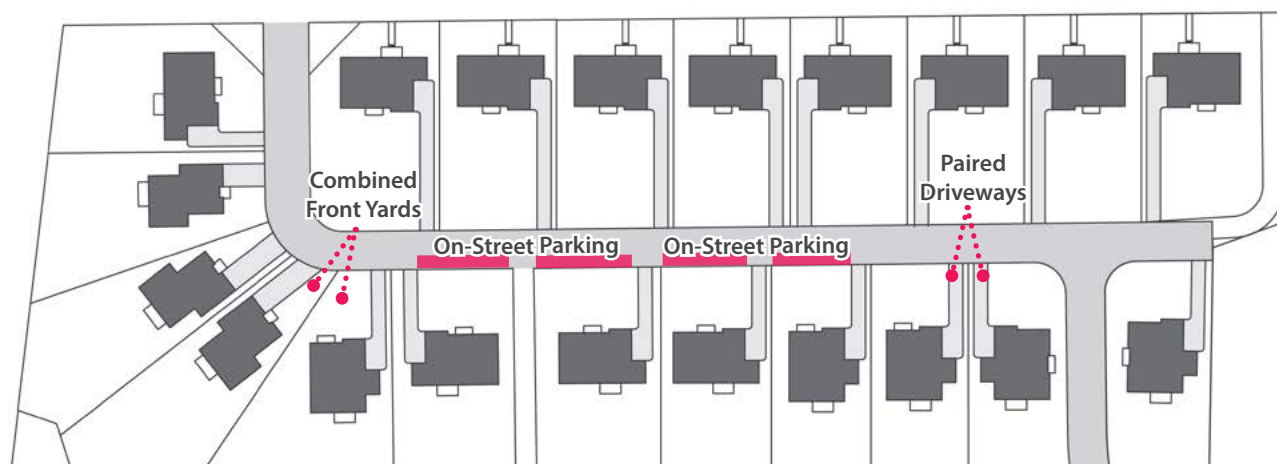 Combined
Front Yards
Paired
Driveways
On-Street Parking
On-Street Parking